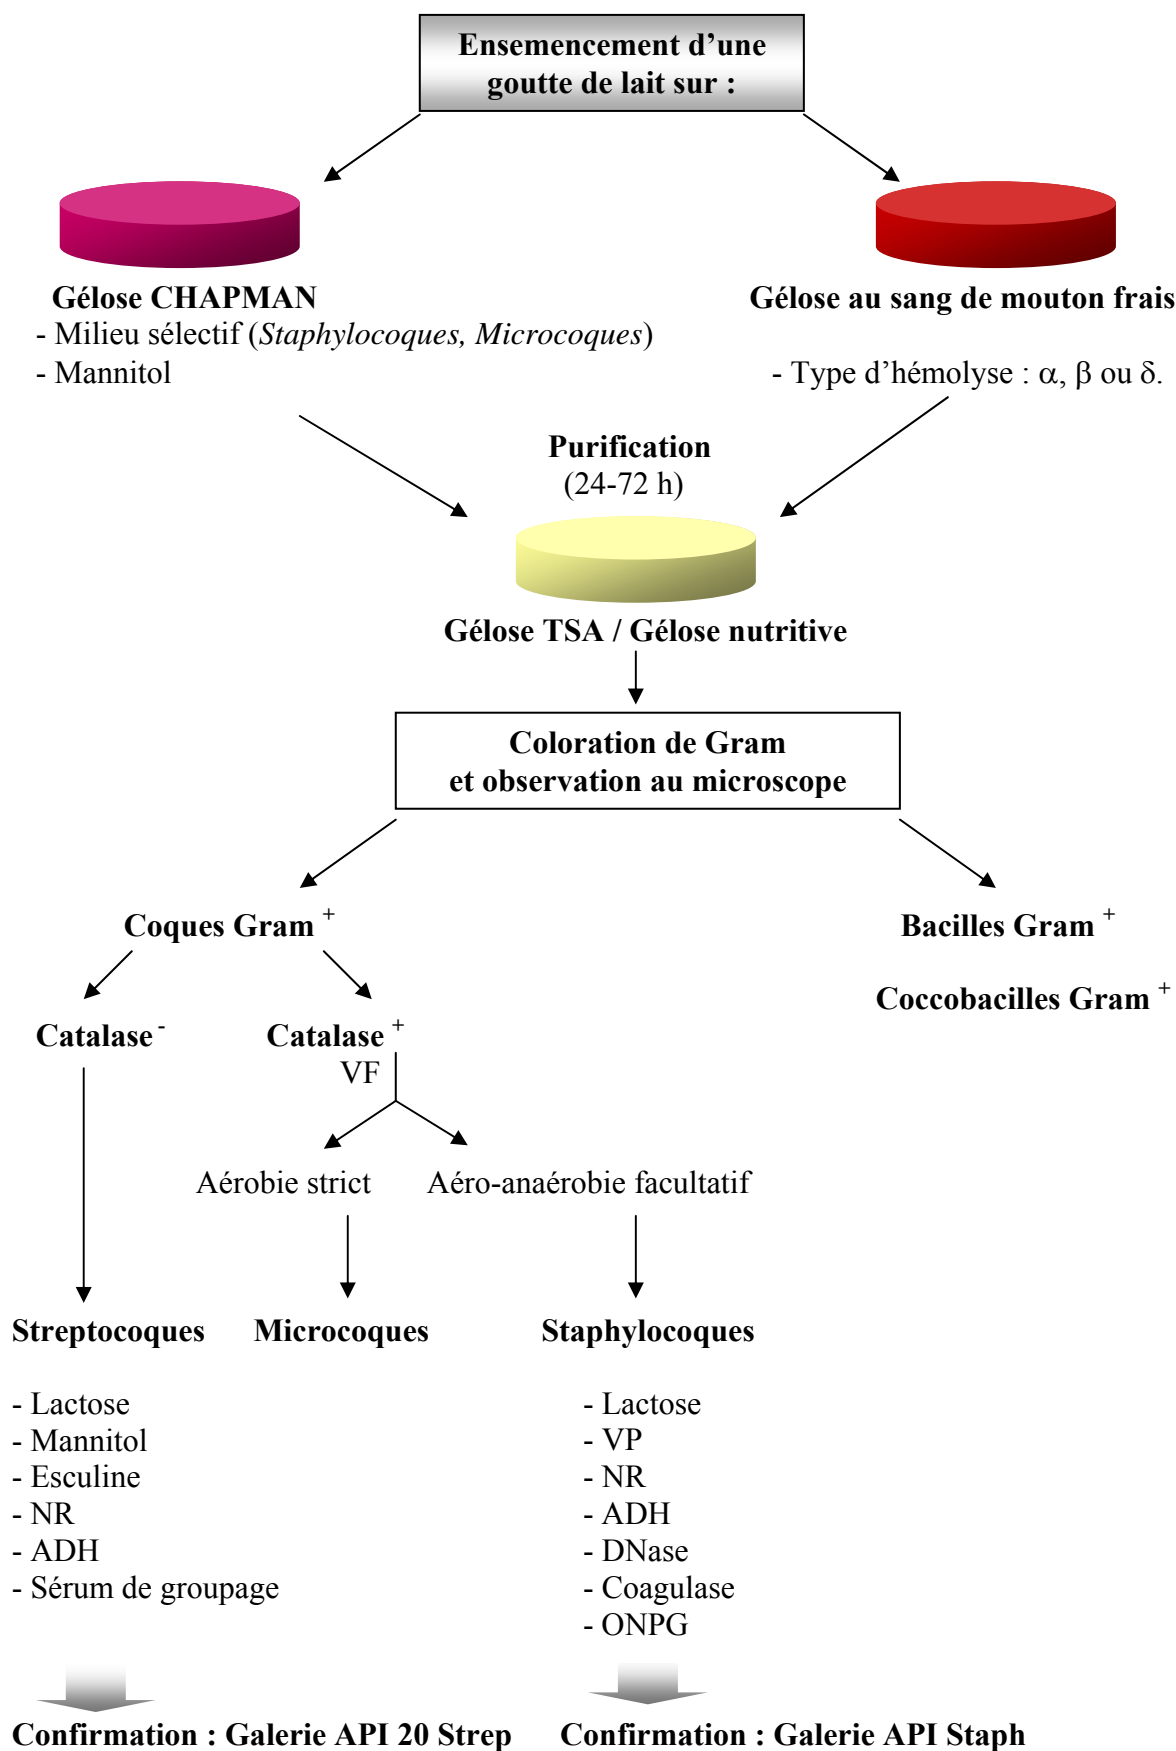 Ensemencement d’une
goutte de lait sur :
Gélose CHAPMAN
- Milieu sélectif (Staphylocoques, Microcoques)
- Mannitol
Gélose au sang de mouton frais
- Type d’hémolyse : α, β ou δ.
Purification
(24-72 h)
Gélose TSA / Gélose nutritive
Coloration de Gram
et observation au microscope
Coques Gram +
Bacilles Gram +
Coccobacilles Gram +
Catalase -
Catalase +
VF
Aérobie strict
Aéro-anaérobie facultatif
Streptocoques
Microcoques
Staphylocoques
- Lactose
- Mannitol
- Esculine
- NR
- ADH
- Sérum de groupage
- Lactose
- VP
- NR
- ADH
- DNase
- Coagulase
- ONPG
Confirmation : Galerie API 20 Strep
Confirmation : Galerie API Staph